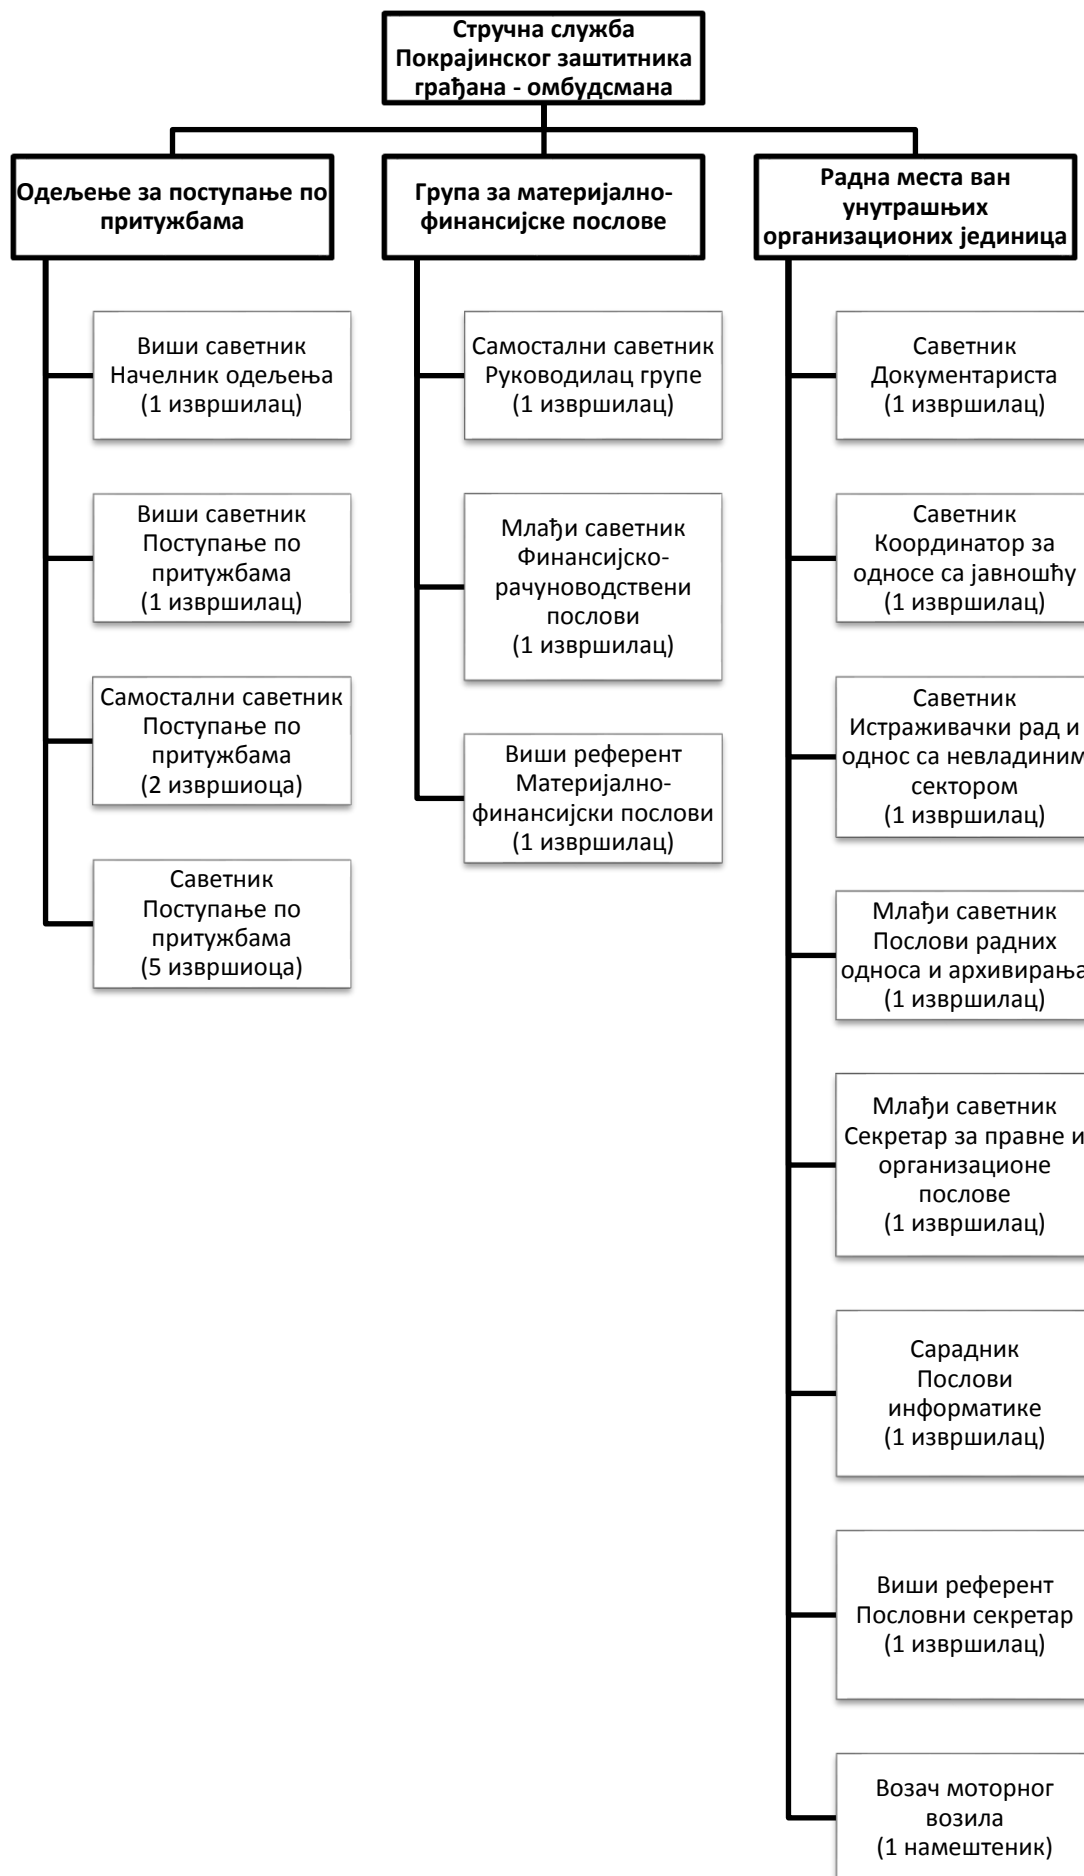 Стручна служба
Покрајинског заштитника
грађана - омбудсмана
Одељење за поступање по
притужбама
Виши саветник
Начелник одељења
(1 извршилац)
Виши саветник
Поступање по
притужбама
(1 извршилац)
Самостални саветник
Поступање по
притужбама
(2 извршиоца)
Саветник
Поступање по
притужбама
(5 извршиоца)
Група за материјално-
финансијске послове
Самостални саветник
Руководилац групе
(1 извршилац)
Млађи саветник
Финансијско-
рачуноводствени
послови
(1 извршилац)
Виши референт
Материјално-
финансијски послови
(1 извршилац)
Радна места ван
унутрашњих
организационих јединица
Саветник
Документариста
(1 извршилац)
Саветник
Координатор за
односе са јавношћу
(1 извршилац)
Саветник
Истраживачки рад и
однос са невладиним
сектором
(1 извршилац)
Млађи саветник
Послови радних
односа и архивирања
(1 извршилац)
Млађи саветник
Секретар за правне и
организационе
послове
(1 извршилац)
Сарадник
Послови
информатике
(1 извршилац)
Виши референт
Пословни секретар
(1 извршилац)
Возач моторног
возила
(1 намештеник)